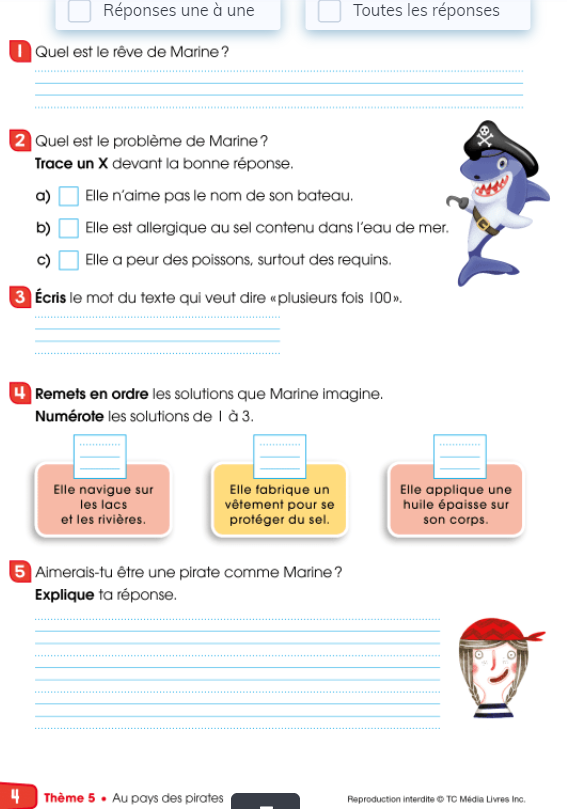 Réponses une à une
Toutes les réponses
1 Quel est le rêve de Marine ?
2 Quel est le problème de Marine ?
Trace un X devant la bonne réponse.
a) Elle n'aime pas le nom de son bateau.
b) Elle est allergique au sel contenu dans l'eau de mer.
c) Elle a peur des poissons, surtout des requins.
3 Écris le mot du texte qui veut dire « plusieurs fois 100 ».
4 Remets en ordre les solutions que Marine imagine.
Numérote les solutions de 1 à 3.
Elle navigue sur
les lacs
et les rivières.
Elle fabrique un
vêtement pour se
protéger du sel.
Elle applique une
huile épaisse sur
son corps.
5 Aimerais-tu être une pirate comme Marine ?
Explique ta réponse.
4 Thème 5 • Au pays des pirates
Reproduction interdite © TC Média Livres Inc.